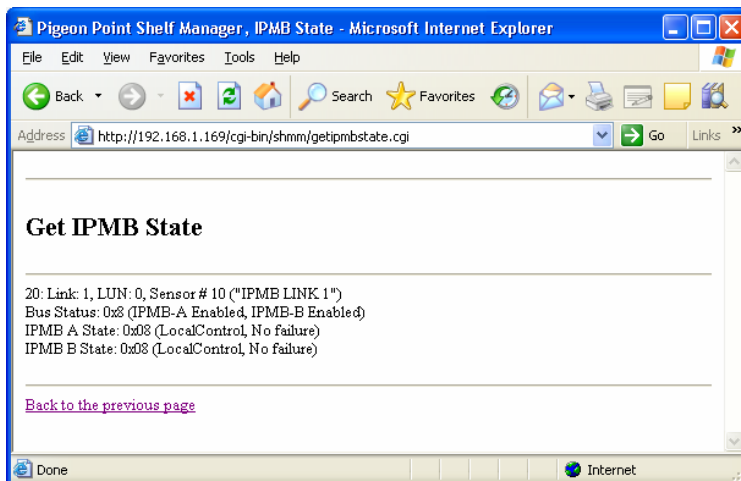 Pigeon Point Shelf Manager, IPMB State - Microsoft Internet Explorer
File Edit View Favorites Tools Help
Back Search Favorites
Address http://192.168.1.169/cgi-bin/shmm/getipmbstate.cgi Go Links »
Get IPMB State
20: Link: 1, LUN: 0, Sensor # 10 ("IPMB LINK 1")
Bus Status: 0x8 (IPMB-A Enabled, IPMB-B Enabled)
IPMB A State: 0x08 (LocalControl, No failure)
IPMB B State: 0x08 (LocalControl, No failure)
Back to the previous page
Done Internet